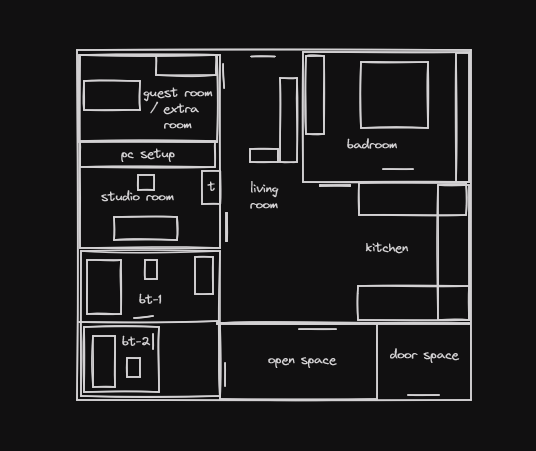 guest room
/ extra
room
pc setup
badroom
t
studio room
living
room
kitchen
bt-1
bt-2
open space
door space